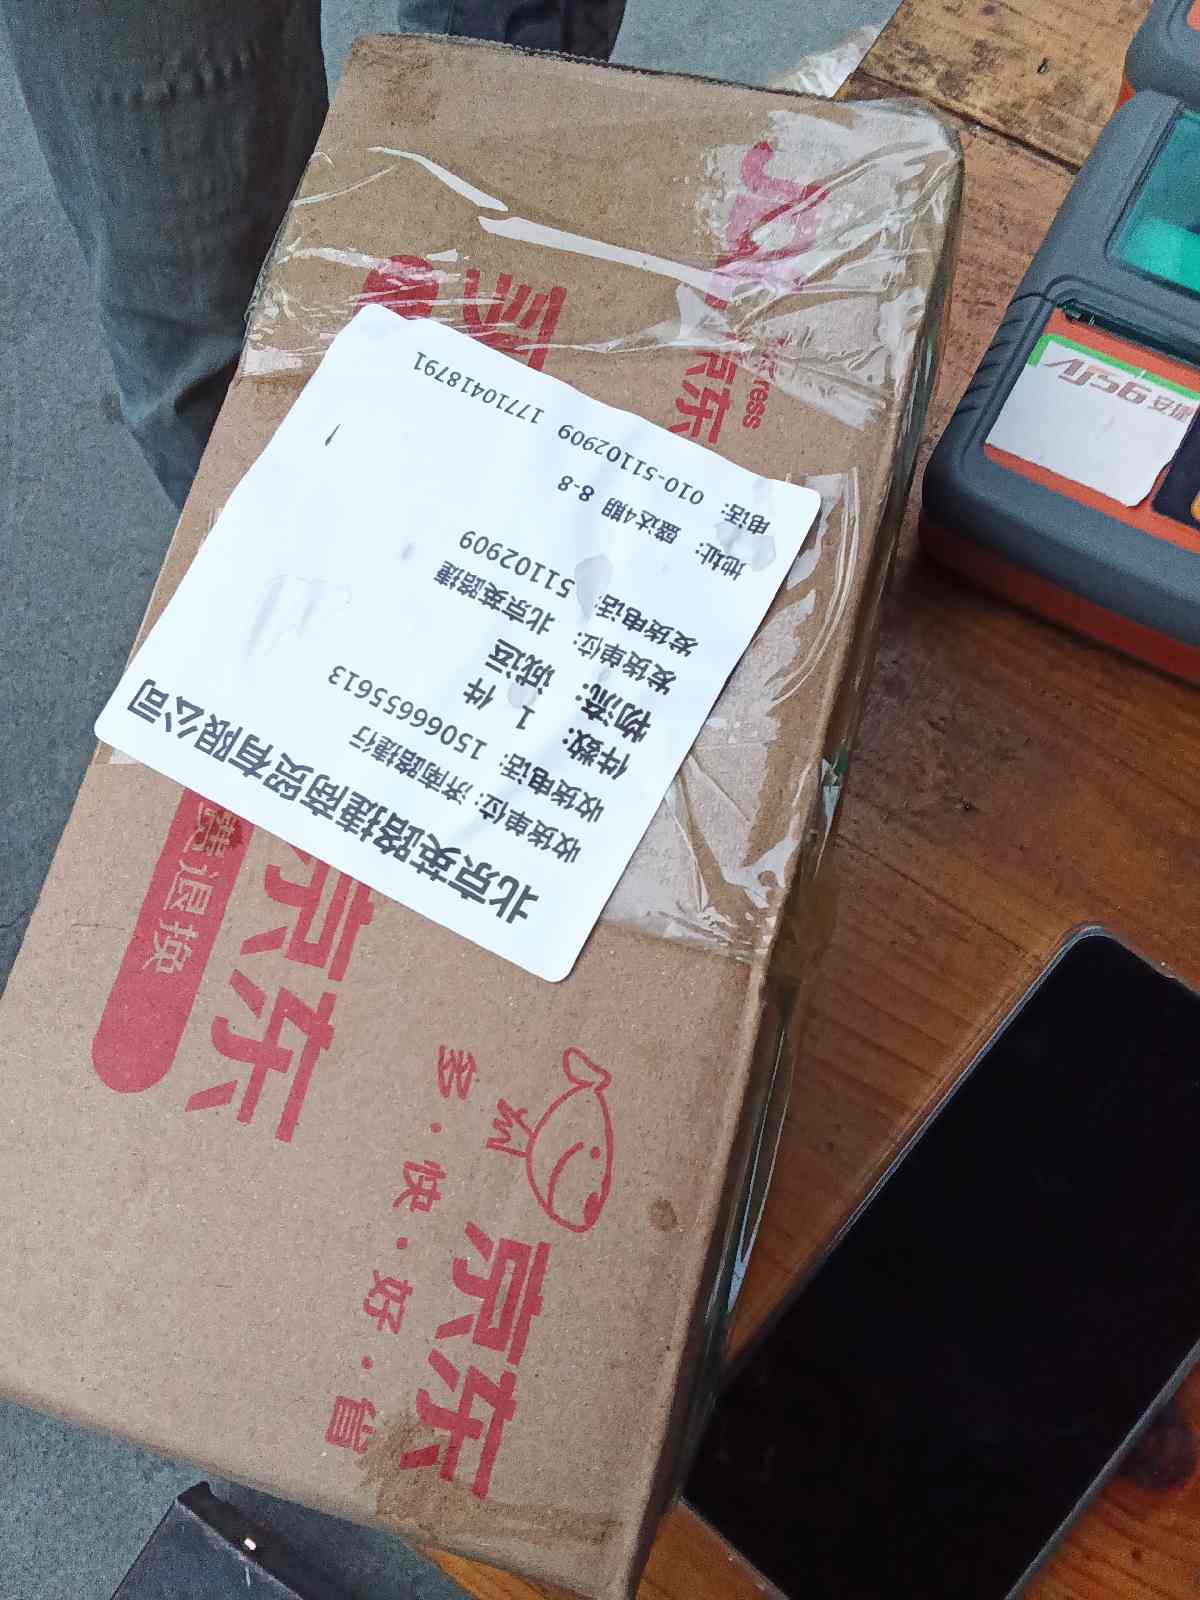 北京英路捷商贸有限公司
收货单位: 济南路捷行
收货电话: 15066655613
件数: 1 件
物流: 诚运
发货单位: 北京英路捷
发货电话: 51102909
地址: 盛达4期 8-8
电话: 010-51102909 17710418791
京东
退换
京东
多·快·好·省
京东